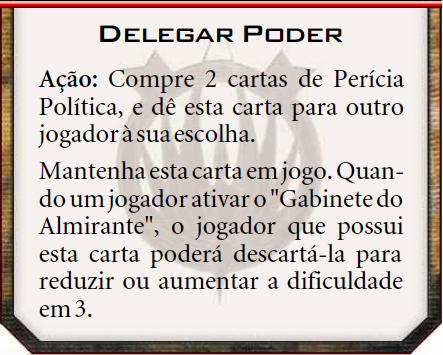 DELEGAR PODER
Ação: Compre 2 cartas de Perícia
Política, e dê esta carta para outro
jogador à sua escolha.
Mantenha esta carta em jogo. Quan-
do um jogador ativar o "Gabinete do
Almirante", o jogador que possui
esta carta poderá descartá-la para
reduzir ou aumentar a dificuldade
em 3.